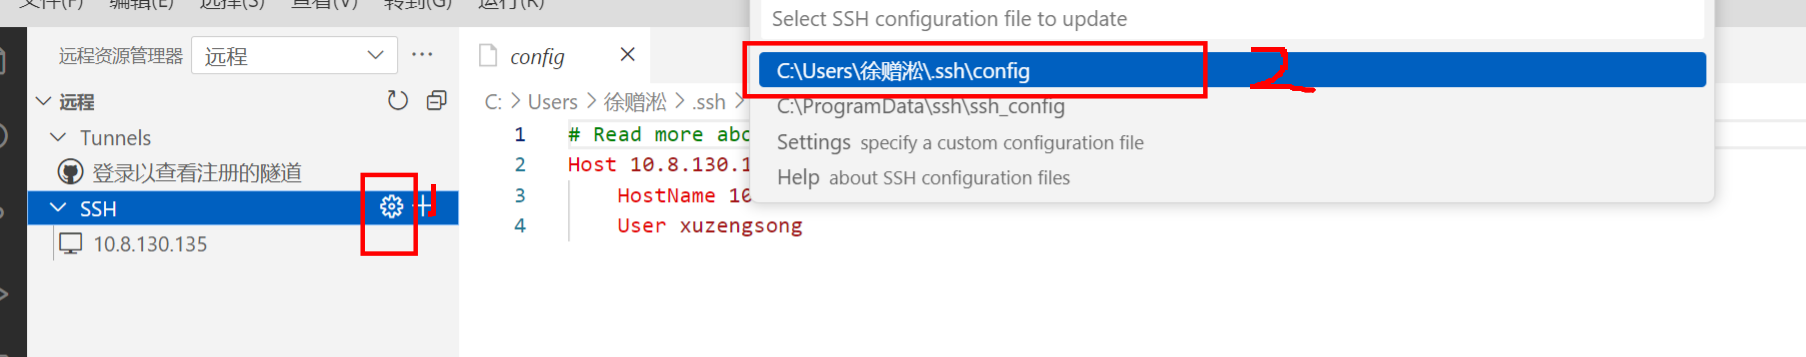 文件(F) 编辑(E) 选择(S) 查看(V) 转到(G) 运行(R)
Select SSH configuration file to update
远程资源管理器 远程
config
C:\Users\徐赠淞\.ssh\config
2
C:\ProgramData\ssh\ssh_config
Settings specify a custom configuration file
Help about SSH configuration files
远程
Tunnels
登录以查看注册的隧道
SSH
1
10.8.130.135
C: > Users > 徐赠淞 > .ssh >
1 # Read more abo
2 Host 10.8.130.1
3 HostName 10
4 User xuzengsong